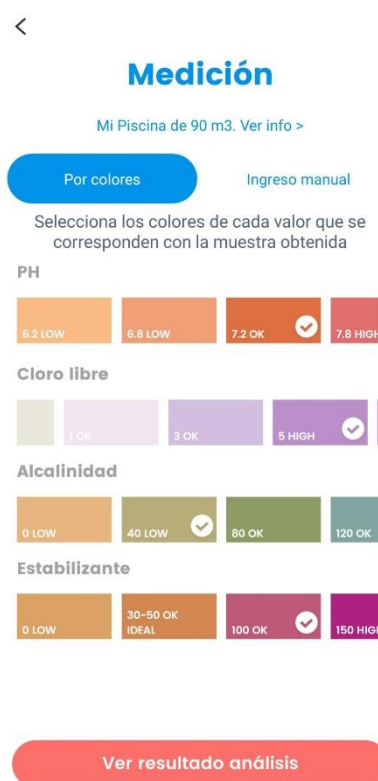 Medición
Mi Piscina de 90 m3. Ver info >
Por colores
Ingreso manual
Selecciona los colores de cada valor que se
corresponden con la muestra obtenida
PH
6.2 LOW
6.8 LOW
7.2 OK
7.8 HIGH
Cloro libre
1 OK
3 OK
5 HIGH
Alcalinidad
0 LOW
40 LOW
80 OK
120 OK
Estabilizante
0 LOW
30-50 OK
IDEAL
100 OK
150 HIGH
Ver resultado análisis